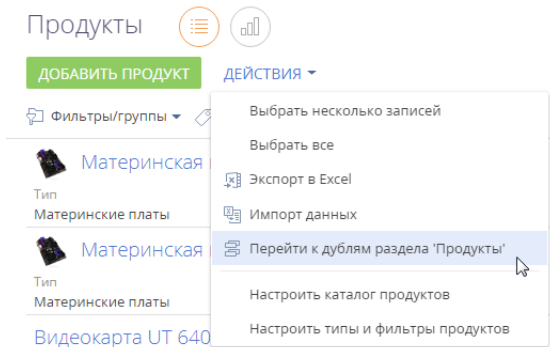 Продукты
ДОБАВИТЬ ПРОДУКТ ДЕЙСТВИЯ
Фильтры/группы
Выбрать несколько записей
Выбрать все
Экспорт в Excel
Импорт данных
Перейти к дублям раздела 'Продукты'
Настроить каталог продуктов
Настроить типы и фильтры продуктов
Материнская
Тип
Материнские платы
Материнская
Тип
Материнские платы
Видеокарта UT 640